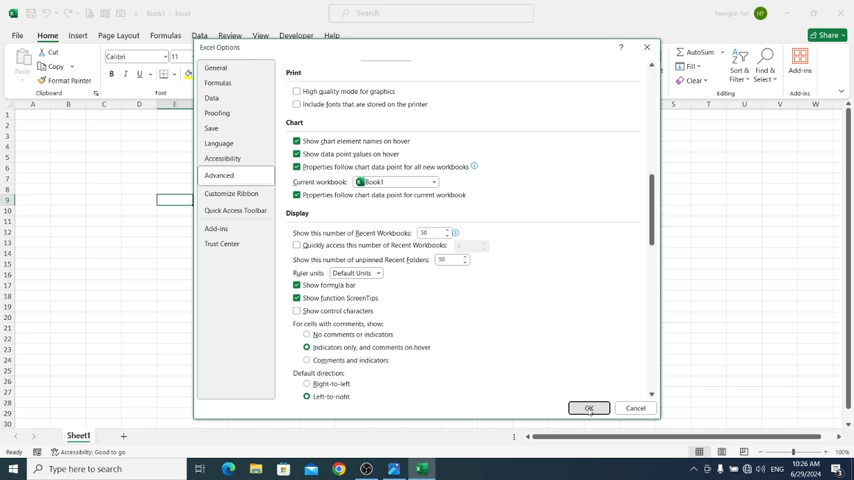 Book1 - Excel
Search
NaingLin Tun NT
File Home Insert Page Layout Formulas Data Review View Developer Help Share
Paste
Cut
Copy
Format Painter
Clipboard
Calibri 11
B I U
Font
AutoSum
Fill
Clear
Sort & Filter
Find & Select
Editing
Add-ins
Add-ins
Excel Options
General
Formulas
Data
Proofing
Save
Language
Accessibility
Advanced
Customize Ribbon
Quick Access Toolbar
Add-ins
Trust Center
Print
High quality mode for graphics
Include fonts that are stored on the printer
Chart
Show chart element names on hover
Show data point values on hover
Properties follow chart data point for all new workbooks
Current workbook: Book1
Properties follow chart data point for current workbook
Display
Show this number of Recent Workbooks: 50
Quickly access this number of Recent Workbooks:
Show this number of unpinned Recent Folders: 50
Ruler units Default Units
Show formula bar
Show function ScreenTips
Show control characters
For cells with comments, show:
No comments or indicators
Indicators only, and comments on hover
Comments and indicators
Default direction:
Right-to-left
Left-to-right
OK Cancel
A B C D E S T U V W
1
2
3
4
5
6
7
8
9
10
11
12
13
14
15
16
17
18
19
20
21
22
23
24
25
26
27
28
29
30
Sheet1
Ready Accessibility: Good to go 100%
Type here to search
ENG 10:26 AM
6/29/2024
3